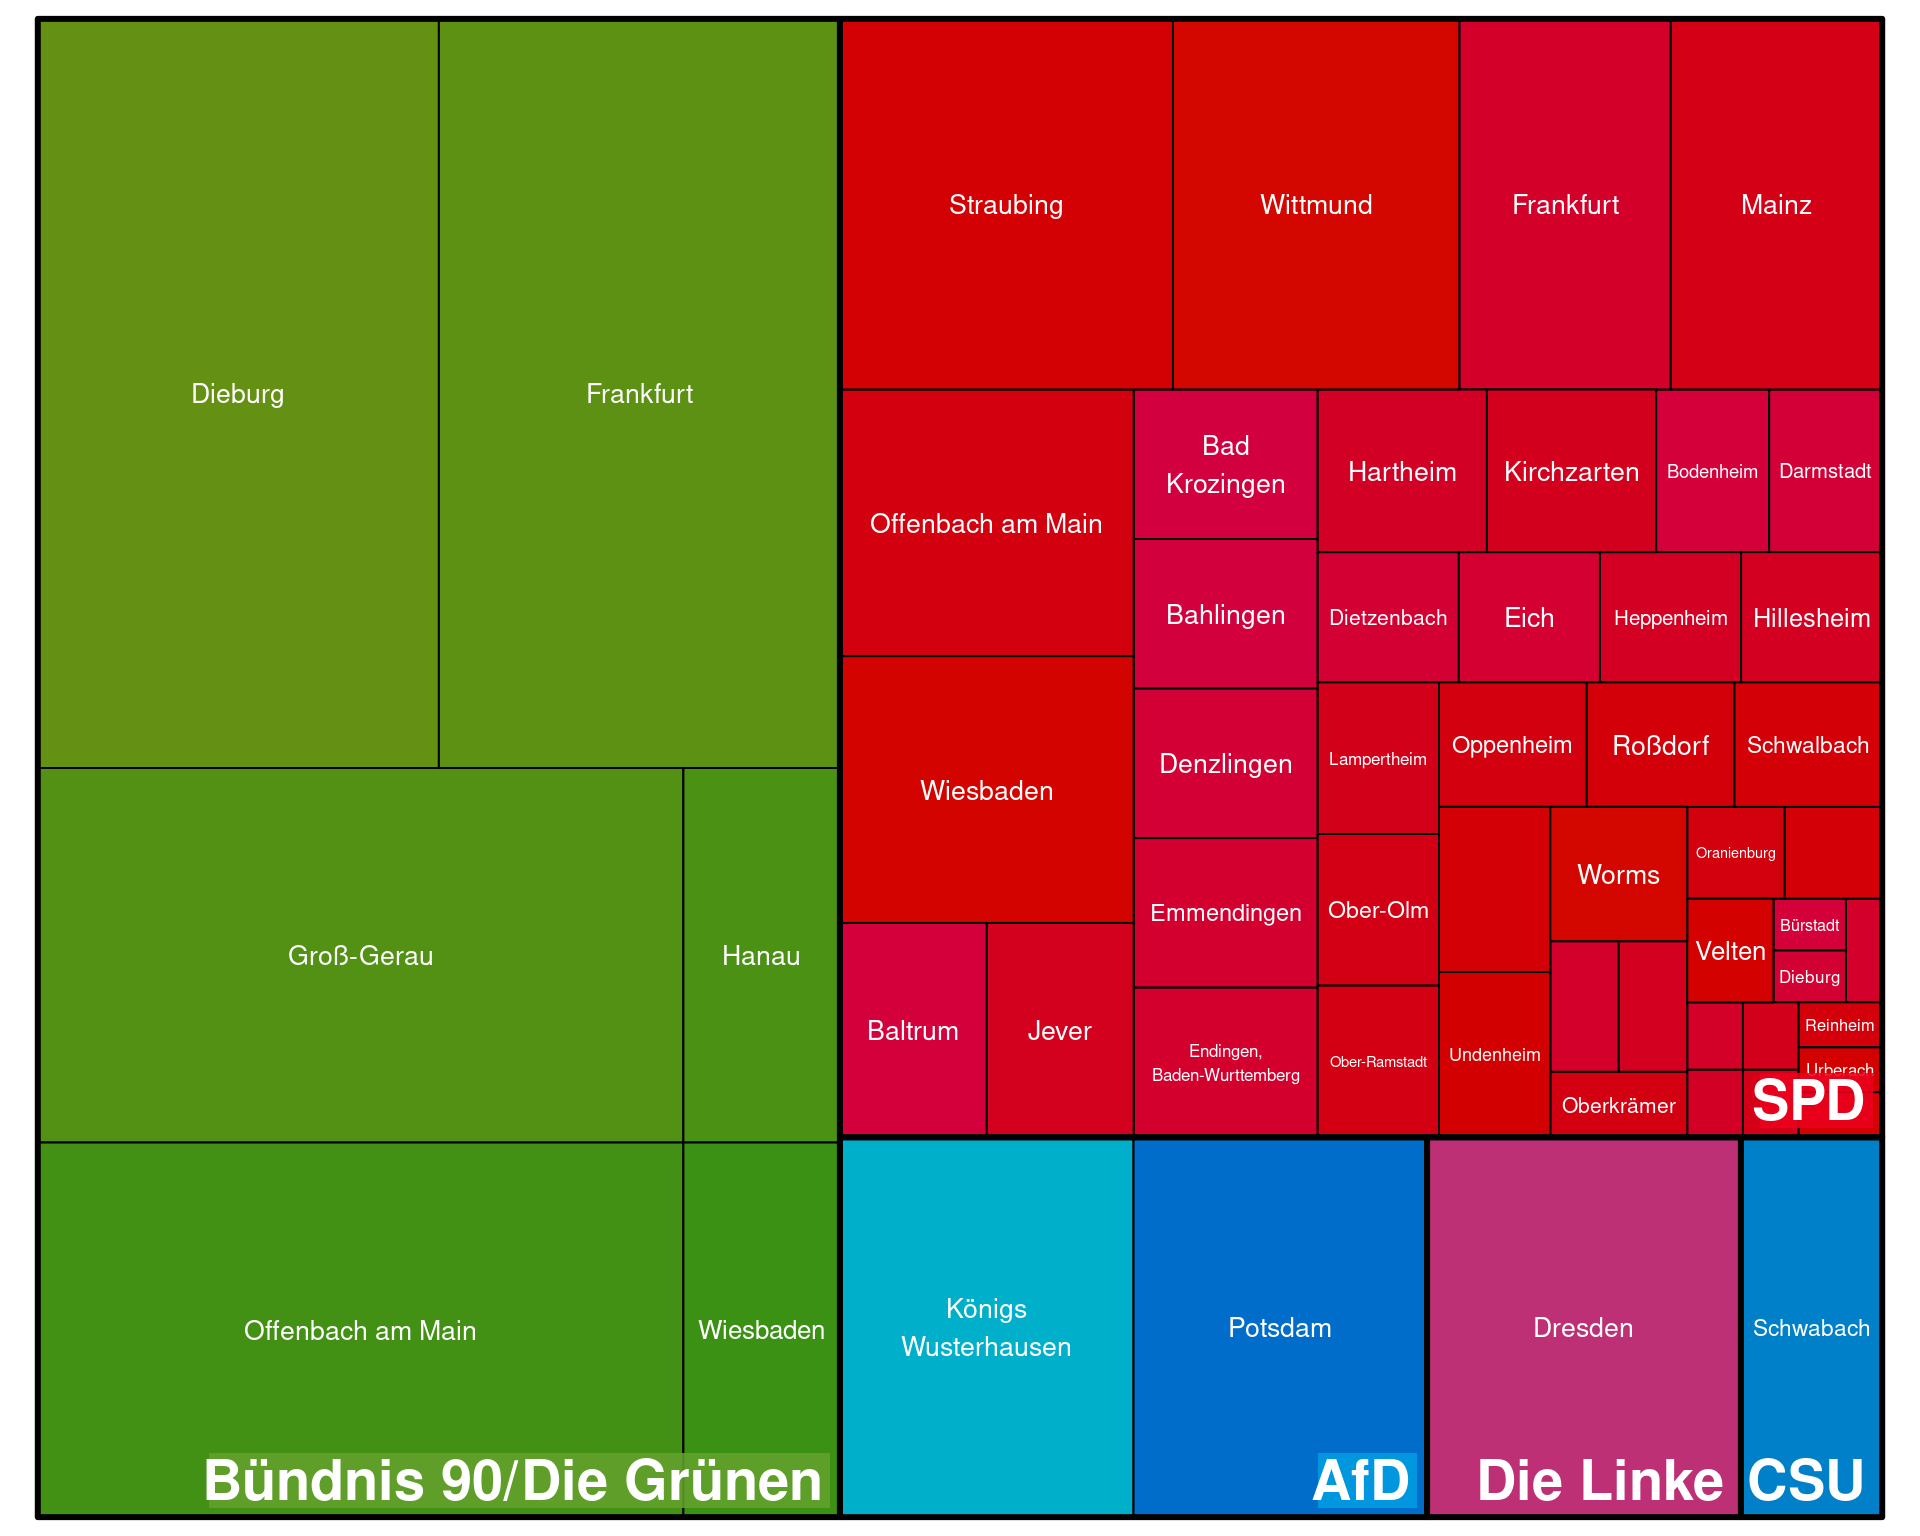 Dieburg
Frankfurt
Groß-Gerau
Hanau
Offenbach am Main
Wiesbaden
Bündnis 90/Die Grünen
Straubing
Wittmund
Frankfurt
Mainz
Offenbach am Main
Wiesbaden
Baltrum
Jever
Bad
Krozingen
Bahlingen
Denzlingen
Emmendingen
Endingen,
Baden-Wurttemberg
Hartheim
Kirchzarten
Bodenheim
Darmstadt
Dietzenbach
Eich
Heppenheim
Hillesheim
Lampertheim
Ober-Olm
Ober-Ramstadt
Oppenheim
Roßdorf
Schwalbach
Undenheim
Worms
Oberkrämer
Oranienburg
Velten
Bürstadt
Dieburg
Reinheim
Urberach
SPD
Königs
Wusterhausen
Potsdam
AfD
Dresden
Die Linke
Schwabach
CSU